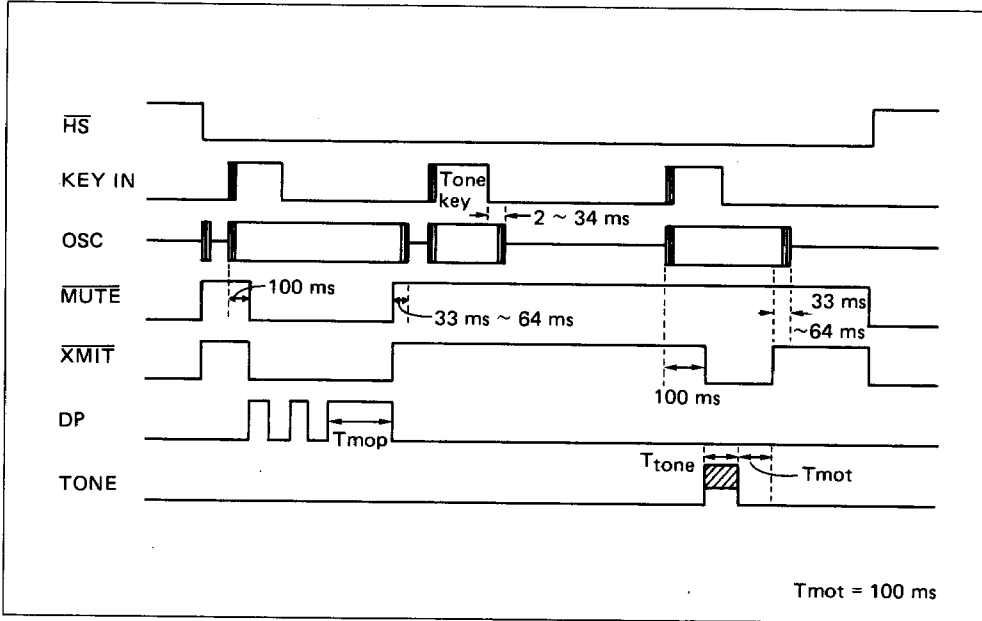 HS
KEY IN
Tone
key
2 ~ 34 ms
OSC
MUTE
100 ms
33 ms ~ 64 ms
33 ms
~64 ms
XMIT
100 ms
DP
Tmop
Ttone
Tmot
TONE
Tmot = 100 ms